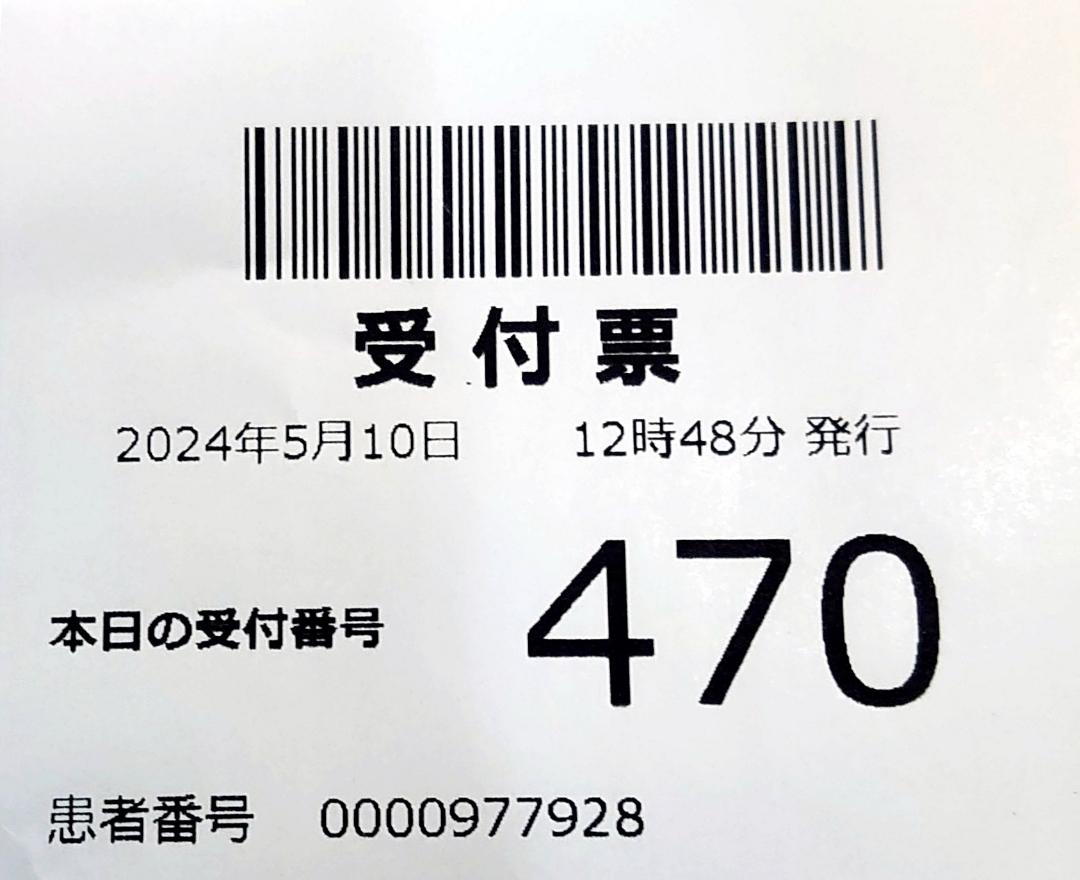 受付票
2024年5月10日 12時48分 発行
本日の受付番号 470
患者番号 0000977928